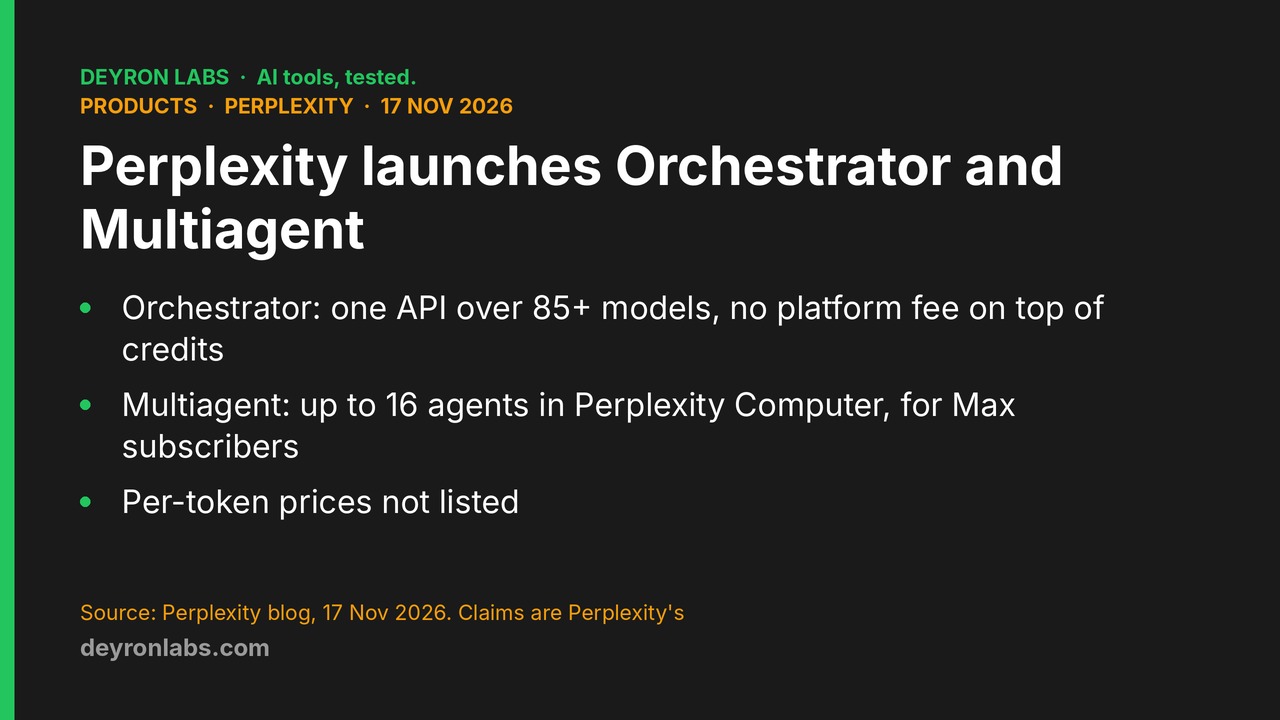 DEYRON LABS · AI tools, tested.
PRODUCTS · PERPLEXITY · 17 NOV 2026
Perplexity launches Orchestrator and
Multiagent
• Orchestrator: one API over 85+ models, no platform fee on top of
credits
• Multiagent: up to 16 agents in Perplexity Computer, for Max
subscribers
• Per-token prices not listed
Source: Perplexity blog, 17 Nov 2026. Claims are Perplexity's
deyronlabs.com